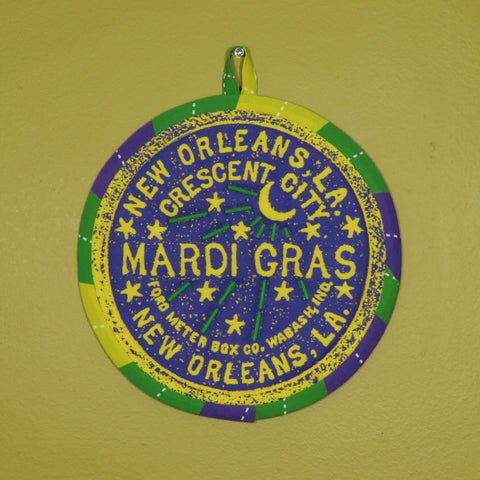 NEW ORLEANS, LA.
CRESCENT CITY
MARDI GRAS
FORD METER BOX CO. WABASH, IND.
NEW ORLEANS, LA.